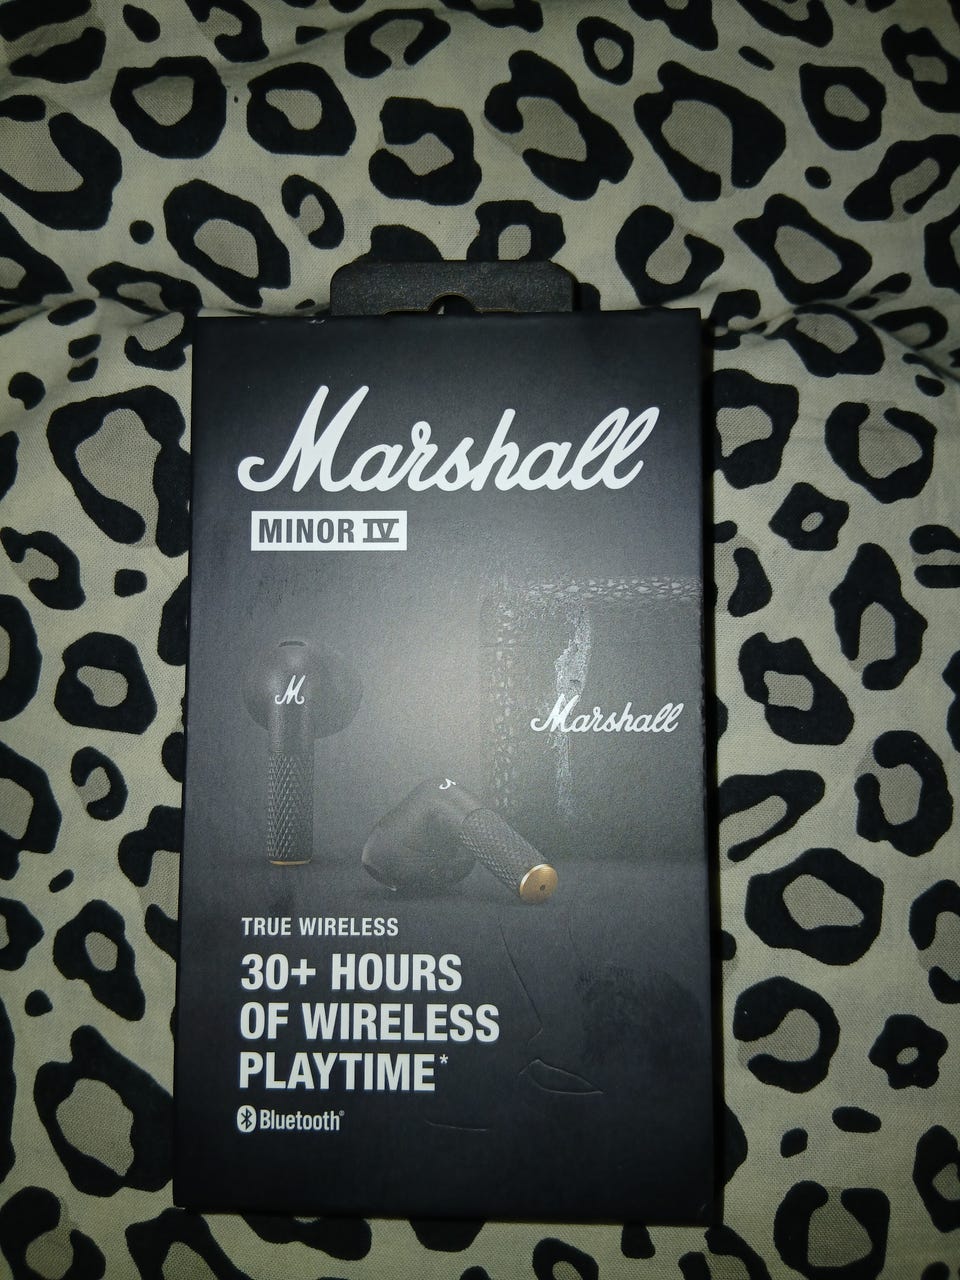 Marshall
MINOR IV
M
Marshall
TRUE WIRELESS
30+ HOURS
OF WIRELESS
PLAYTIME*
Bluetooth®